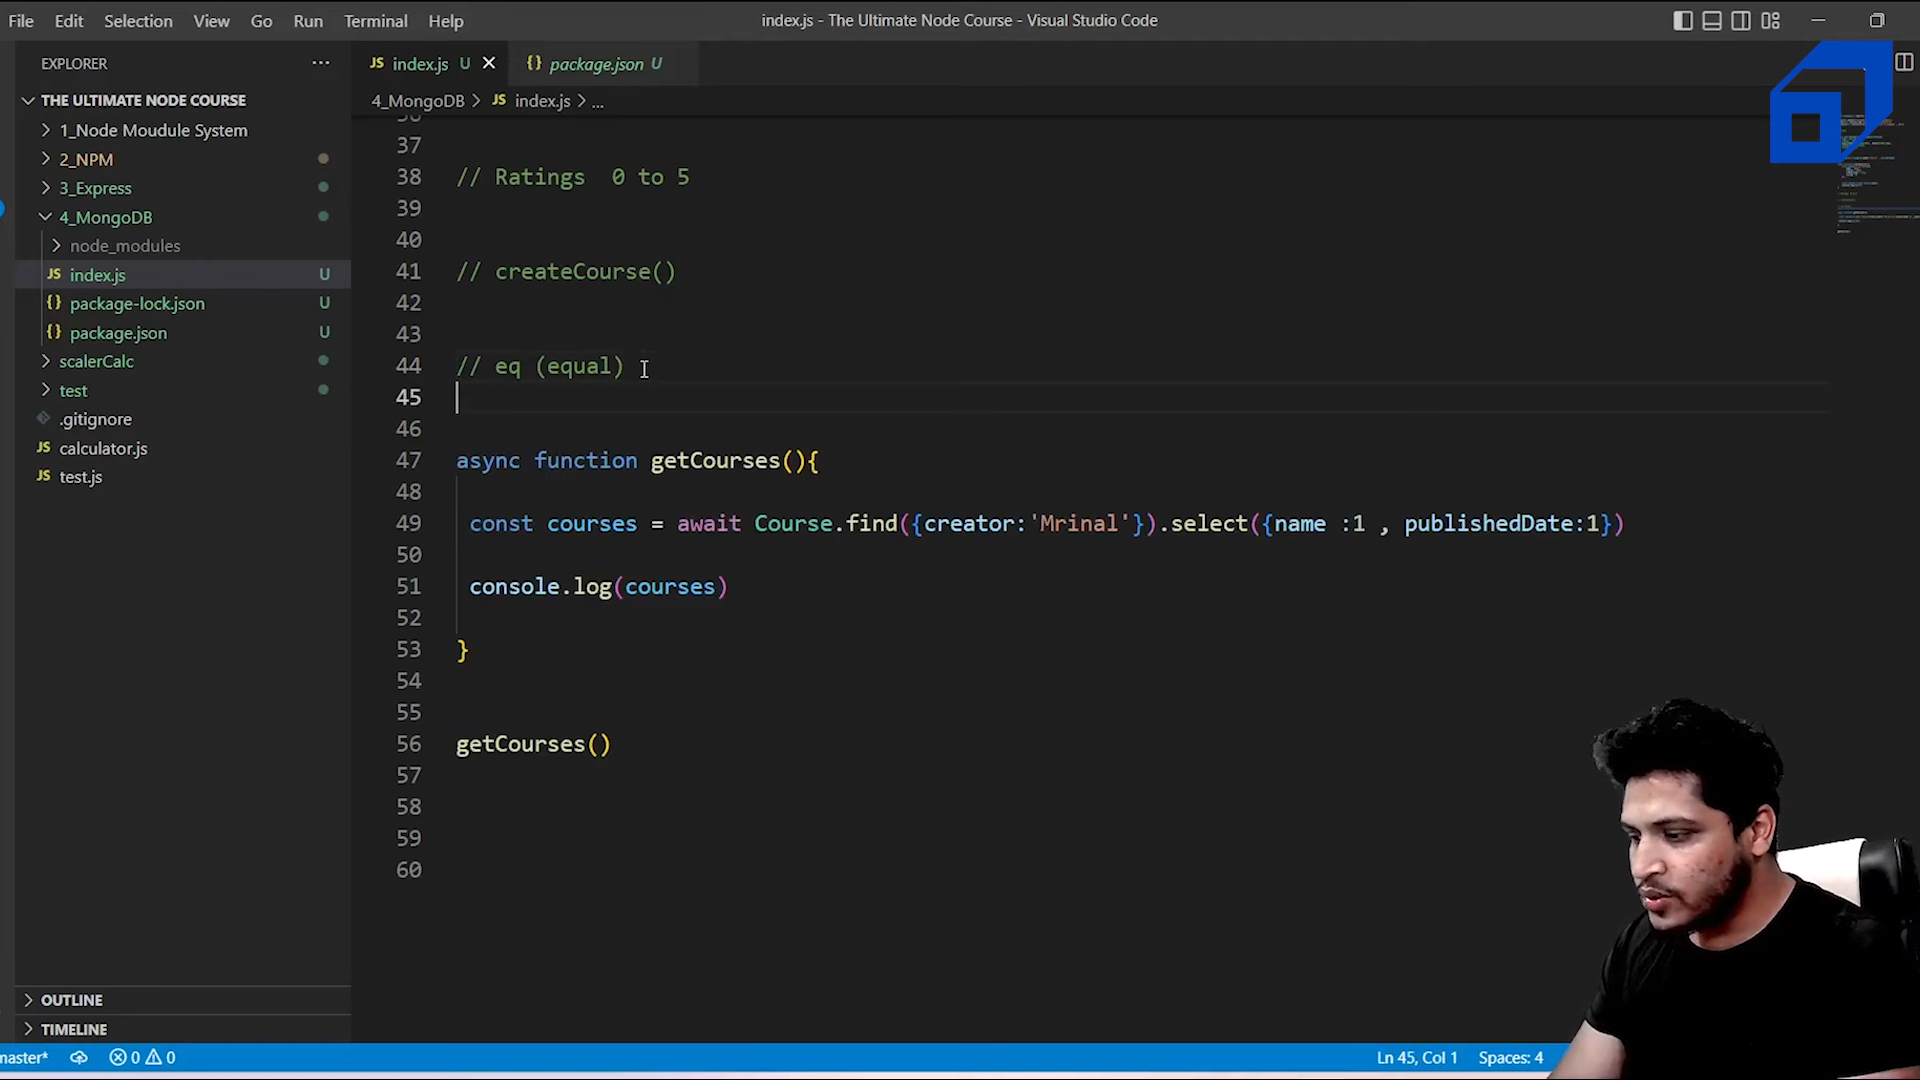 File Edit Selection View Go Run Terminal Help
index.js - The Ultimate Node Course - Visual Studio Code
EXPLORER
THE ULTIMATE NODE COURSE
1_Node Moudule System
2_NPM
3_Express
4_MongoDB
node_modules
JS index.js U
{} package-lock.json U
{} package.json U
scalerCalc
test
.gitignore
JS calculator.js
JS test.js
OUTLINE
TIMELINE
JS index.js U
{} package.json U
4_MongoDB > JS index.js > ...
37
38 // Ratings 0 to 5
39
40
41 // createCourse()
42
43
44 // eq (equal)
45
46
47 async function getCourses(){
48
49 const courses = await Course.find({creator:'Mrinal'}).select({name :1 , publishedDate:1})
50
51 console.log(courses)
52
53 }
54
55
56 getCourses()
57
58
59
60
master* 0 0 Ln 45, Col 1 Spaces: 4